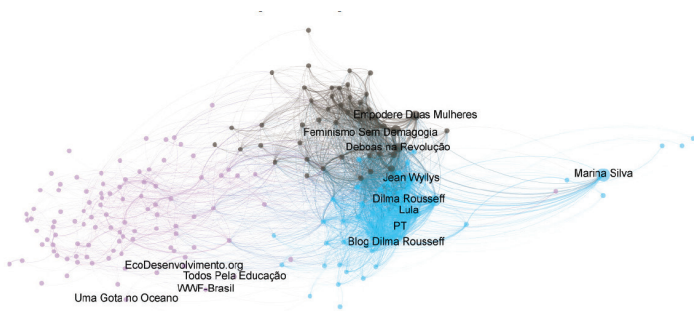 Empodere Duas Mulheres
Feminismo Sem Demagogia
Deboas na Revolução
Jean Wyllys
Marina Silva
Dilma Rousseff
Lula
PT
Blog Dilma Rousseff
EcoDesenvolvimento.org
Todos Pela Educação
WWF-Brasil
Uma Gota no Oceano